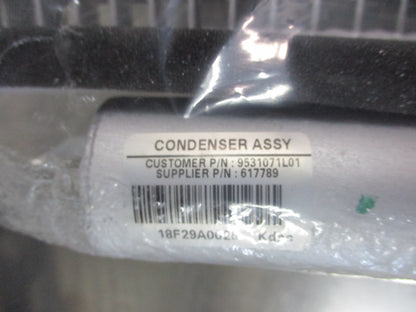 CONDENSER ASSY
CUSTOMER P/N : 9531071L01
SUPPLIER P/N : 617789